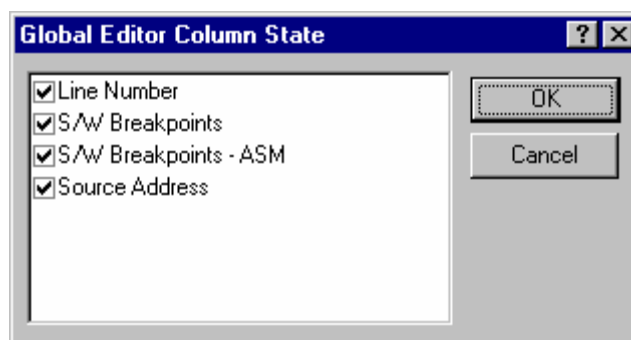 Global Editor Column State
Line Number
S/W Breakpoints
S/W Breakpoints - ASM
Source Address
OK
Cancel